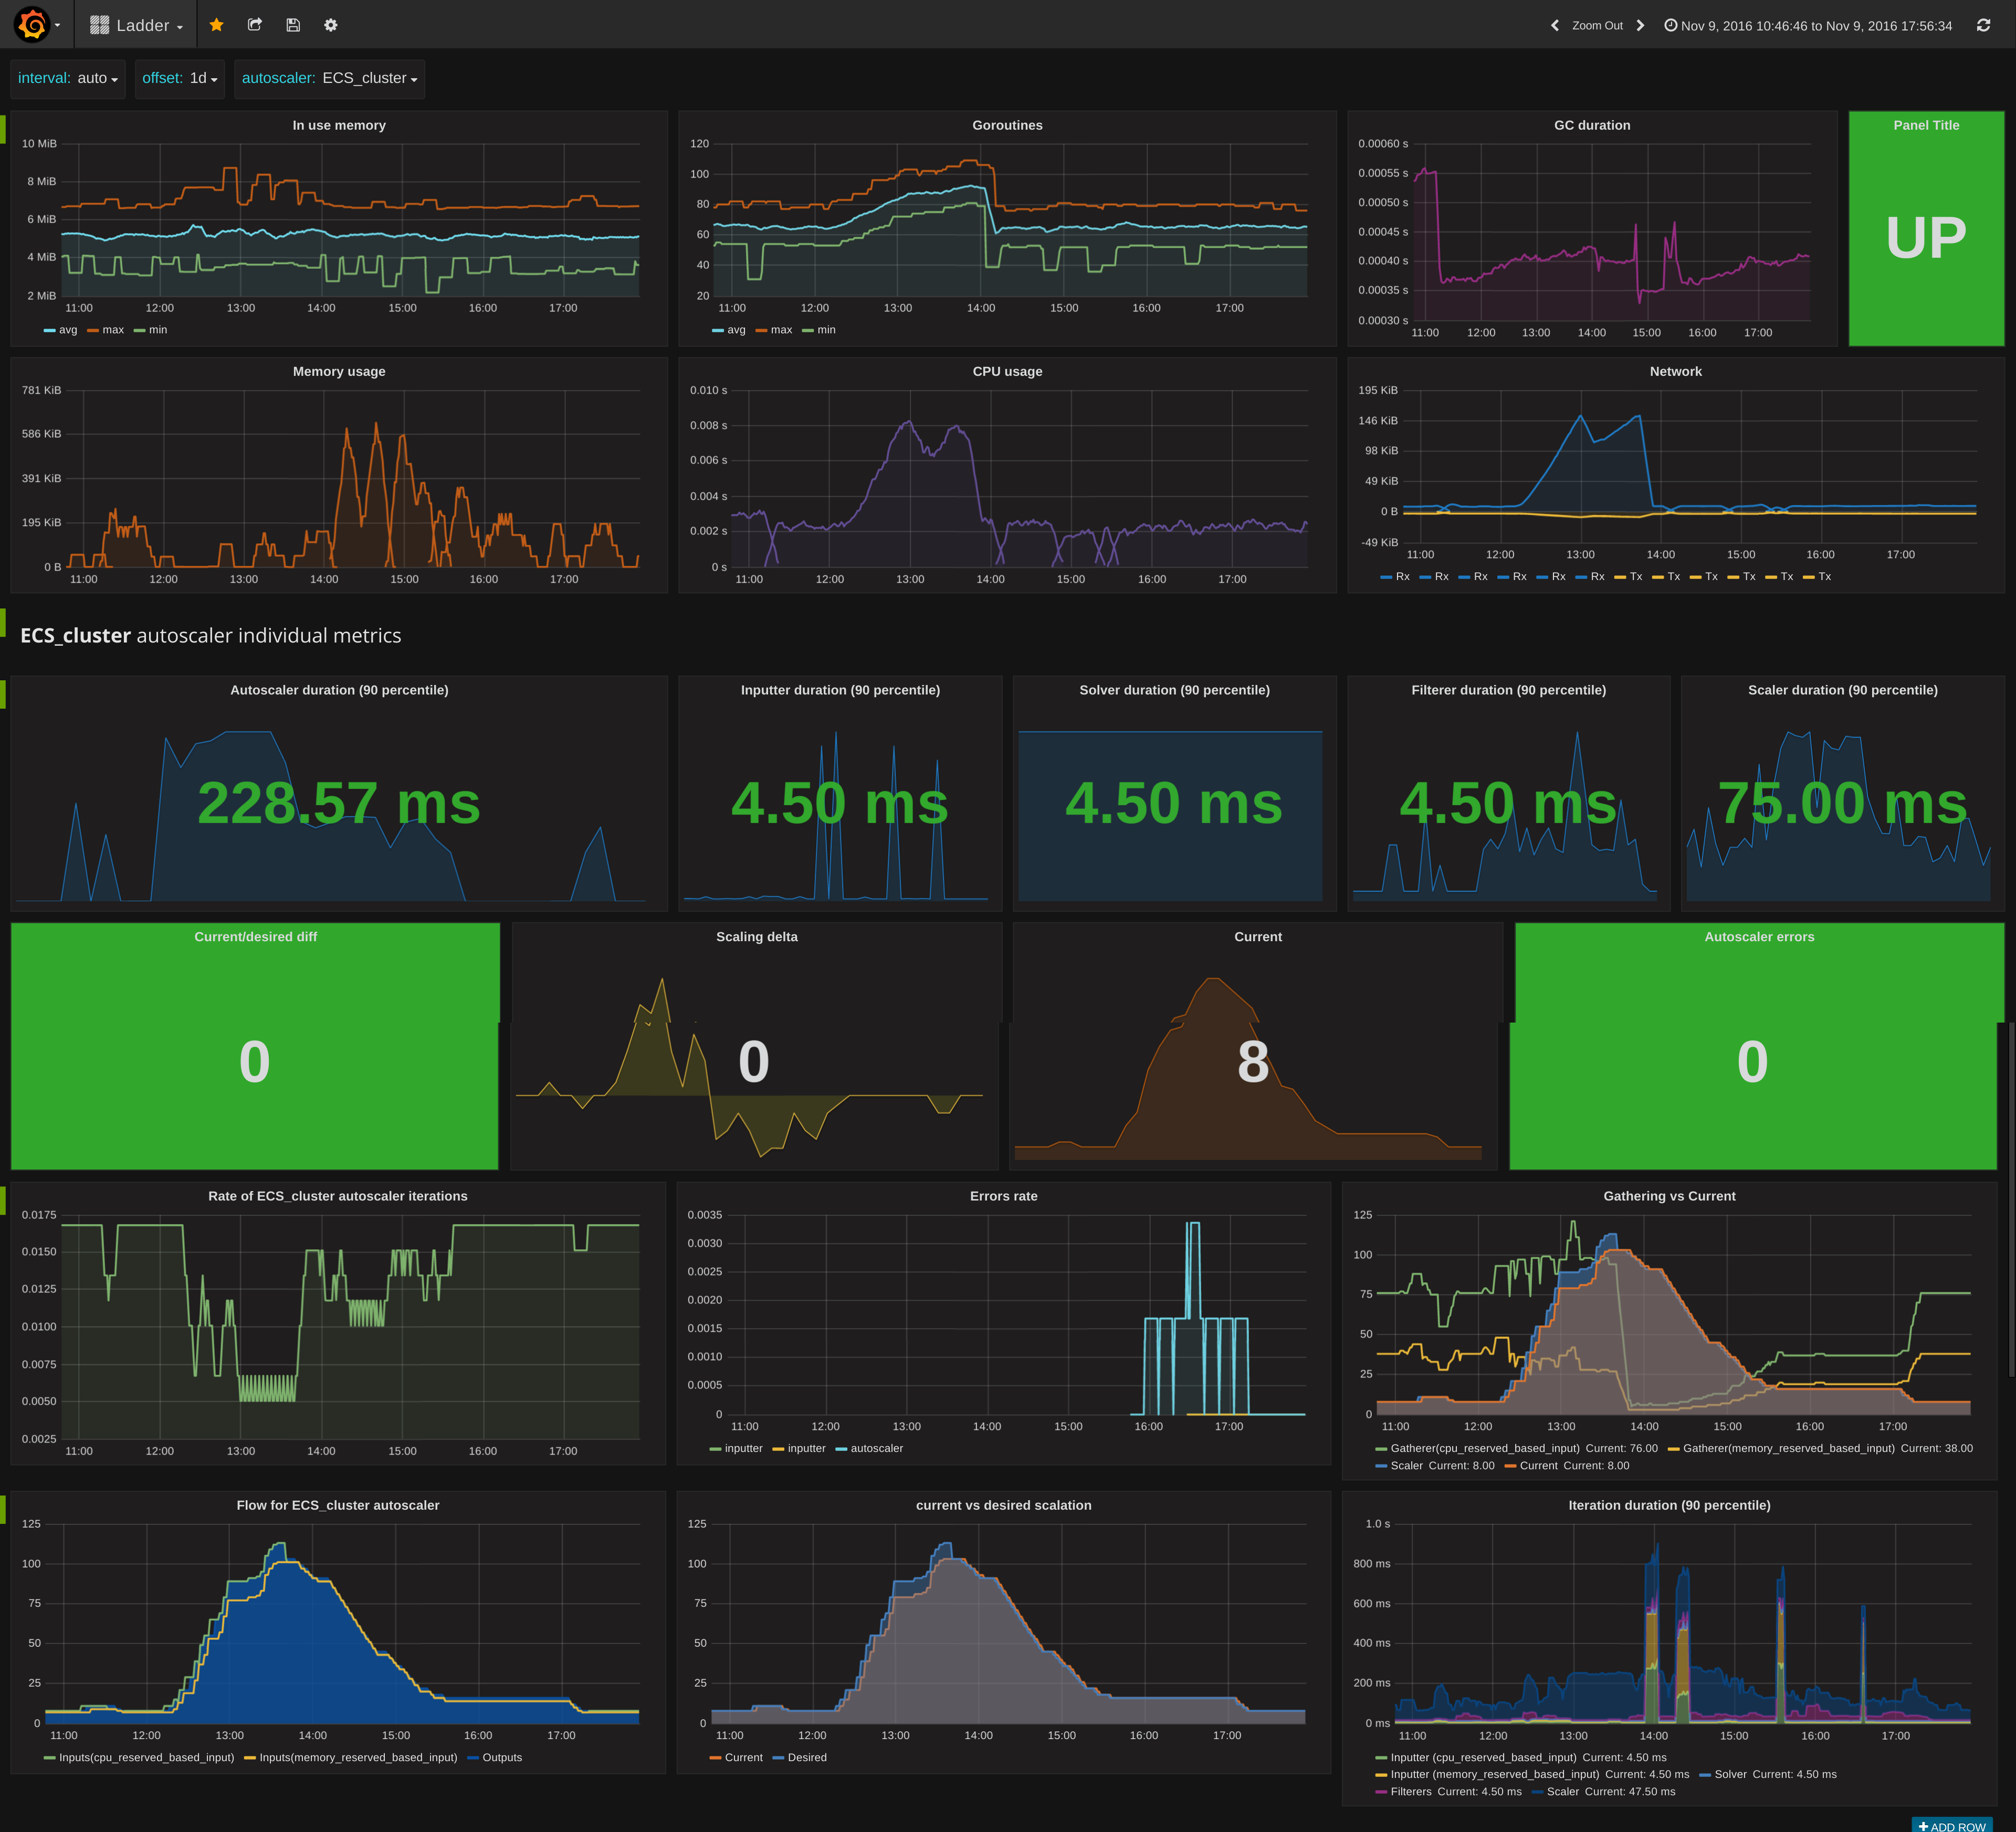 Ladder
Zoom Out
Nov 9, 2016 10:46:46 to Nov 9, 2016 17:56:34
interval: auto
offset: 1d
autoscaler: ECS_cluster
In use memory
10 MiB
8 MiB
6 MiB
4 MiB
2 MiB
11:00 12:00 13:00 14:00 15:00 16:00 17:00
avg max min
Goroutines
120
100
80
60
40
20
11:00 12:00 13:00 14:00 15:00 16:00 17:00
avg max min
GC duration
0.00060 s
0.00055 s
0.00050 s
0.00045 s
0.00040 s
0.00035 s
0.00030 s
11:00 12:00 13:00 14:00 15:00 16:00 17:00
Panel Title
UP
Memory usage
781 KiB
586 KiB
391 KiB
195 KiB
0 B
11:00 12:00 13:00 14:00 15:00 16:00 17:00
CPU usage
0.010 s
0.008 s
0.006 s
0.004 s
0.002 s
0 s
11:00 12:00 13:00 14:00 15:00 16:00 17:00
Network
195 KiB
146 KiB
98 KiB
49 KiB
0 B
-49 KiB
11:00 12:00 13:00 14:00 15:00 16:00 17:00
Rx Rx Rx Rx Rx Rx Tx Tx Tx Tx Tx Tx
ECS_cluster autoscaler individual metrics
Autoscaler duration (90 percentile)
228.57 ms
Inputter duration (90 percentile)
4.50 ms
Solver duration (90 percentile)
4.50 ms
Filterer duration (90 percentile)
4.50 ms
Scaler duration (90 percentile)
75.00 ms
Current/desired diff
0
Scaling delta
0
Current
8
Autoscaler errors
0
Rate of ECS_cluster autoscaler iterations
0.0175
0.0150
0.0125
0.0100
0.0075
0.0050
0.0025
11:00 12:00 13:00 14:00 15:00 16:00 17:00
Errors rate
0.0035
0.0030
0.0025
0.0020
0.0015
0.0010
0.0005
0
11:00 12:00 13:00 14:00 15:00 16:00 17:00
inputter inputter autoscaler
Gathering vs Current
125
100
75
50
25
0
11:00 12:00 13:00 14:00 15:00 16:00 17:00
Gatherer(cpu_reserved_based_input) Current: 76.00 Gatherer(memory_reserved_based_input) Current: 38.00
Scaler Current: 8.00 Current Current: 8.00
Flow for ECS_cluster autoscaler
125
100
75
50
25
0
11:00 12:00 13:00 14:00 15:00 16:00 17:00
Inputs(cpu_reserved_based_input) Inputs(memory_reserved_based_input) Outputs
current vs desired scalation
125
100
75
50
25
0
11:00 12:00 13:00 14:00 15:00 16:00 17:00
Current Desired
Iteration duration (90 percentile)
1.0 s
800 ms
600 ms
400 ms
200 ms
0 ms
11:00 12:00 13:00 14:00 15:00 16:00 17:00
Inputter (cpu_reserved_based_input) Current: 4.50 ms
Inputter (memory_reserved_based_input) Current: 4.50 ms Solver Current: 4.50 ms
Filterers Current: 4.50 ms Scaler Current: 47.50 ms
ADD ROW